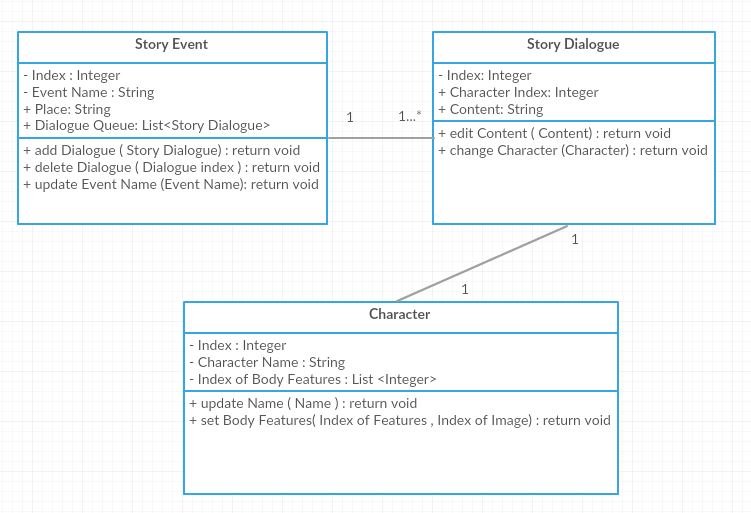 Story Event
- Index : Integer
- Event Name : String
+ Place: String
+ Dialogue Queue: List<Story Dialogue>
+ add Dialogue ( Story Dialogue) : return void
+ delete Dialogue ( Dialogue index ) : return void
+ update Event Name (Event Name): return void
1
1...*
Story Dialogue
- Index: Integer
+ Character Index: Integer
+ Content: String
+ edit Content ( Content) : return void
+ change Character (Character) : return void
1
1
Character
- Index : Integer
- Character Name : String
- Index of Body Features : List <Integer>
+ update Name ( Name ) : return void
+ set Body Features( Index of Features , Index of Image) : return void